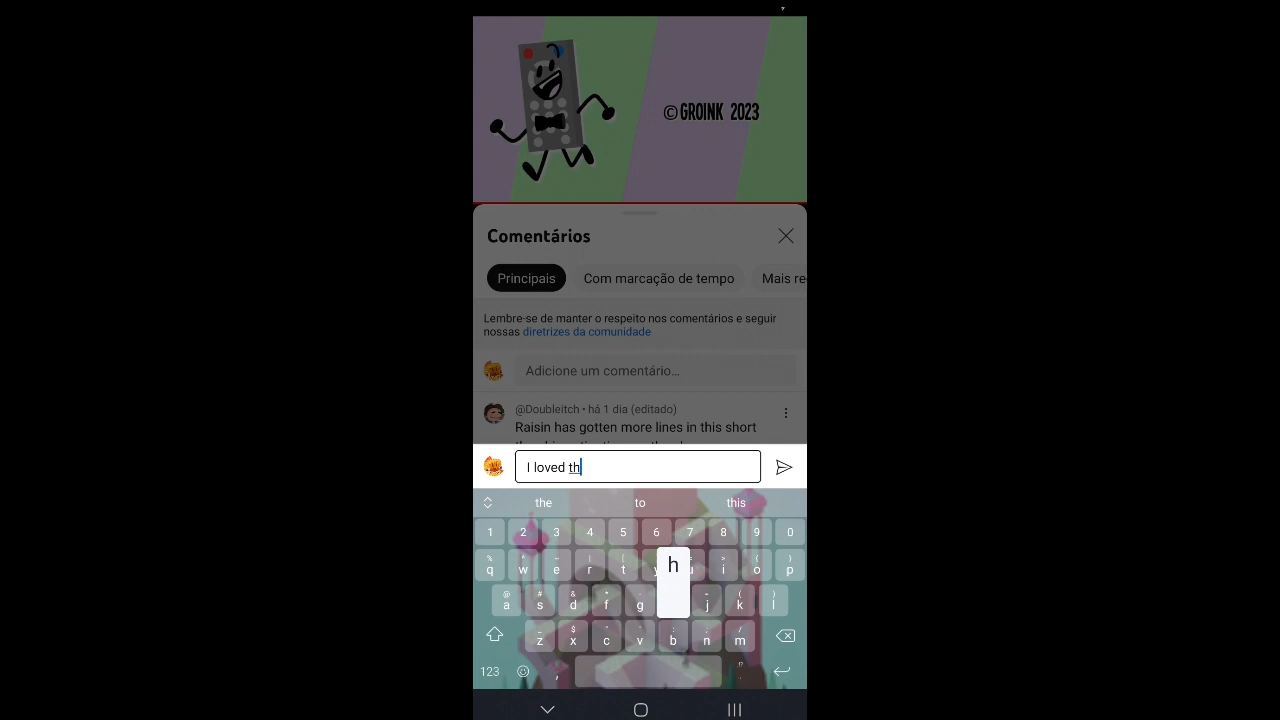 ©GROINK 2023
Comentários
Principais Com marcação de tempo Mais re
Lembre-se de manter o respeito nos comentários e seguir
nossas diretrizes da comunidade
Adicione um comentário...
@Doubleitch • há 1 dia (editado)
Raisin has gotten more lines in this short
I loved th
the to this
1 2 3 4 5 6 7 8 9 0
q w e r t y u i o p
a s d f g h j k l
z x c v b n m
123 , .